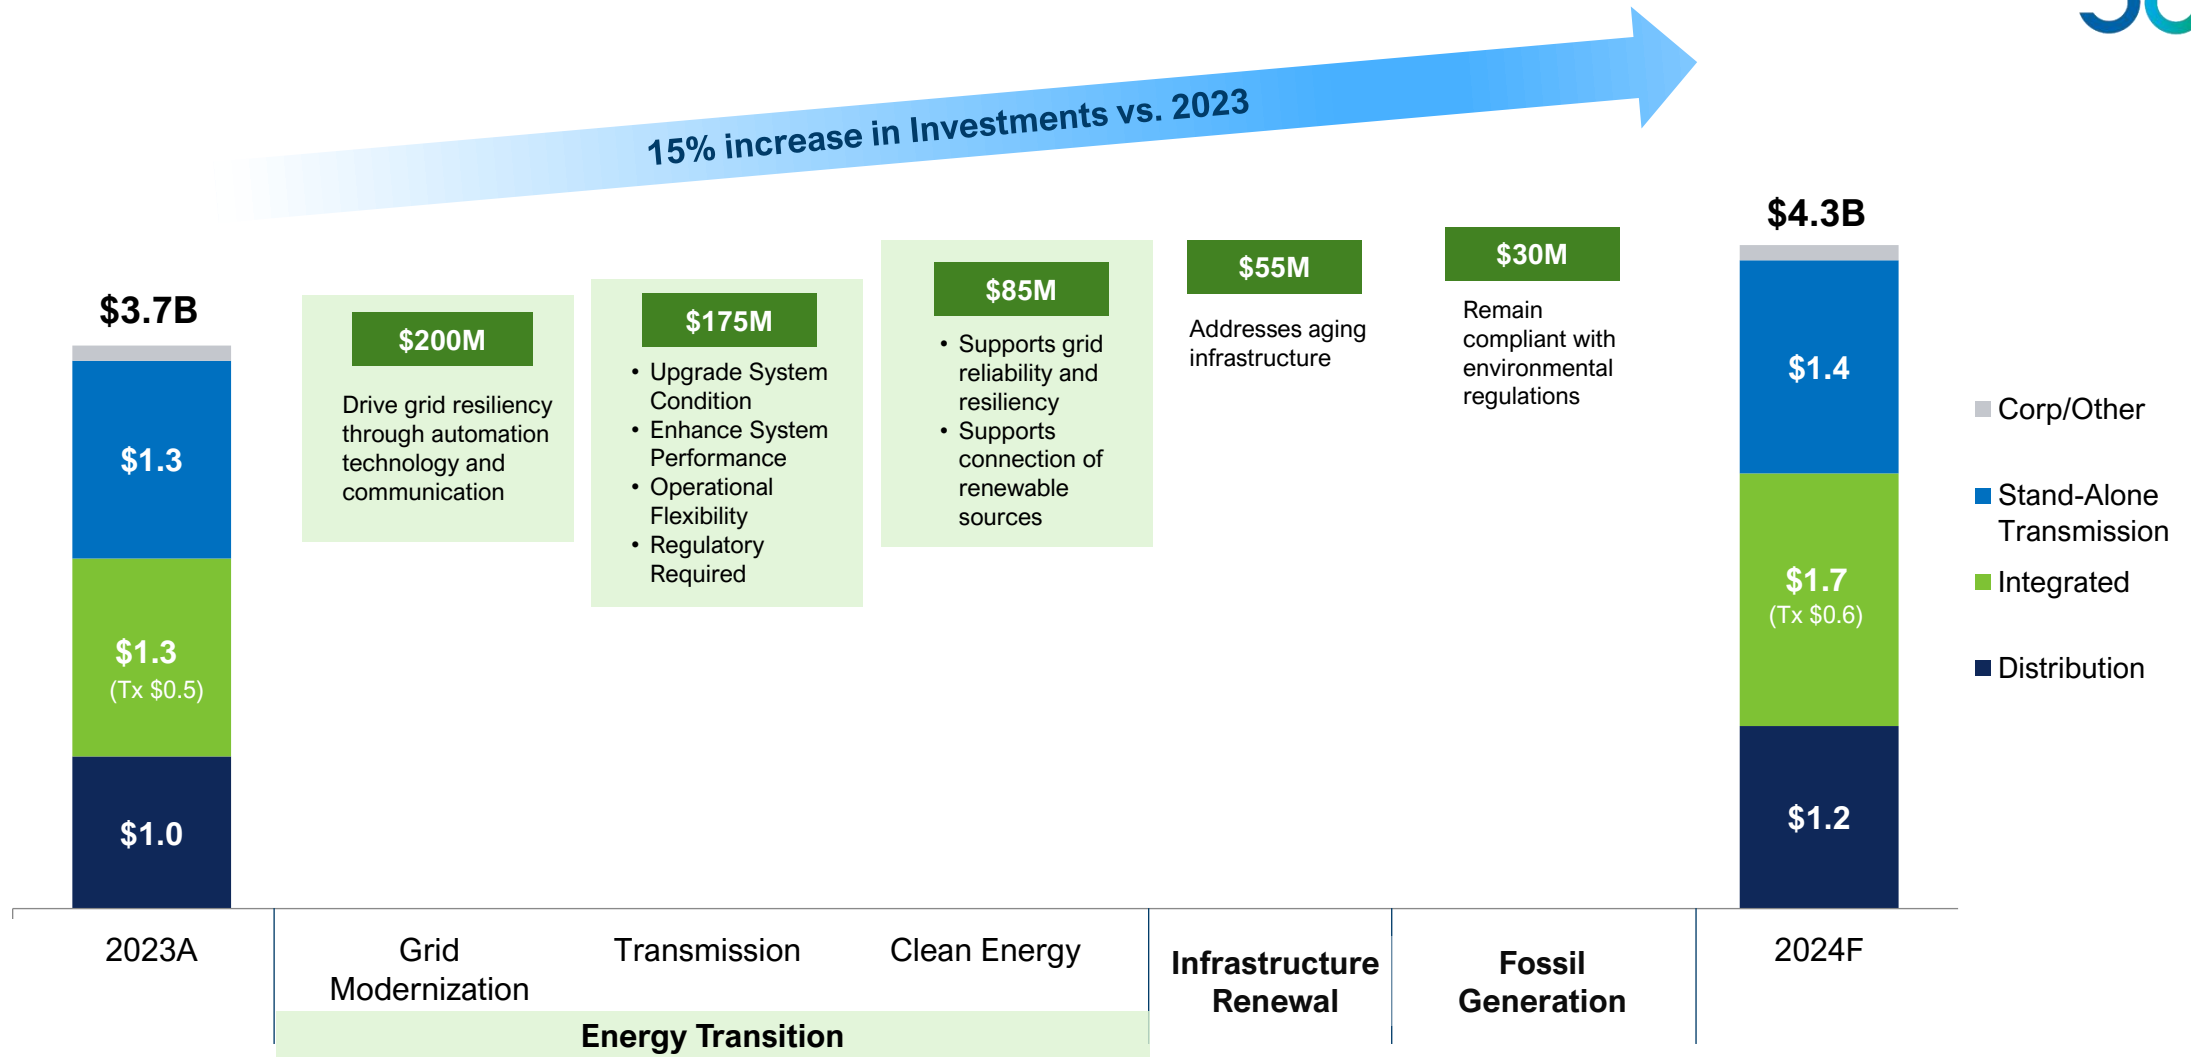 15% increase in Investments vs. 2023
$3.7B
$1.3
$1.3
(Tx $0.5)
$1.0
$200M
Drive grid resiliency
through automation
technology and
communication
$175M
• Upgrade System
Condition
• Enhance System
Performance
• Operational
Flexibility
• Regulatory
Required
$85M
• Supports grid
reliability and
resiliency
• Supports
connection of
renewable
sources
$55M
Addresses aging
infrastructure
$30M
Remain
compliant with
environmental
regulations
$4.3B
$1.4
$1.7
(Tx $0.6)
$1.2
Corp/Other
Stand-Alone
Transmission
Integrated
Distribution
2023A
Grid
Modernization
Transmission
Clean Energy
Energy Transition
Infrastructure
Renewal
Fossil
Generation
2024F